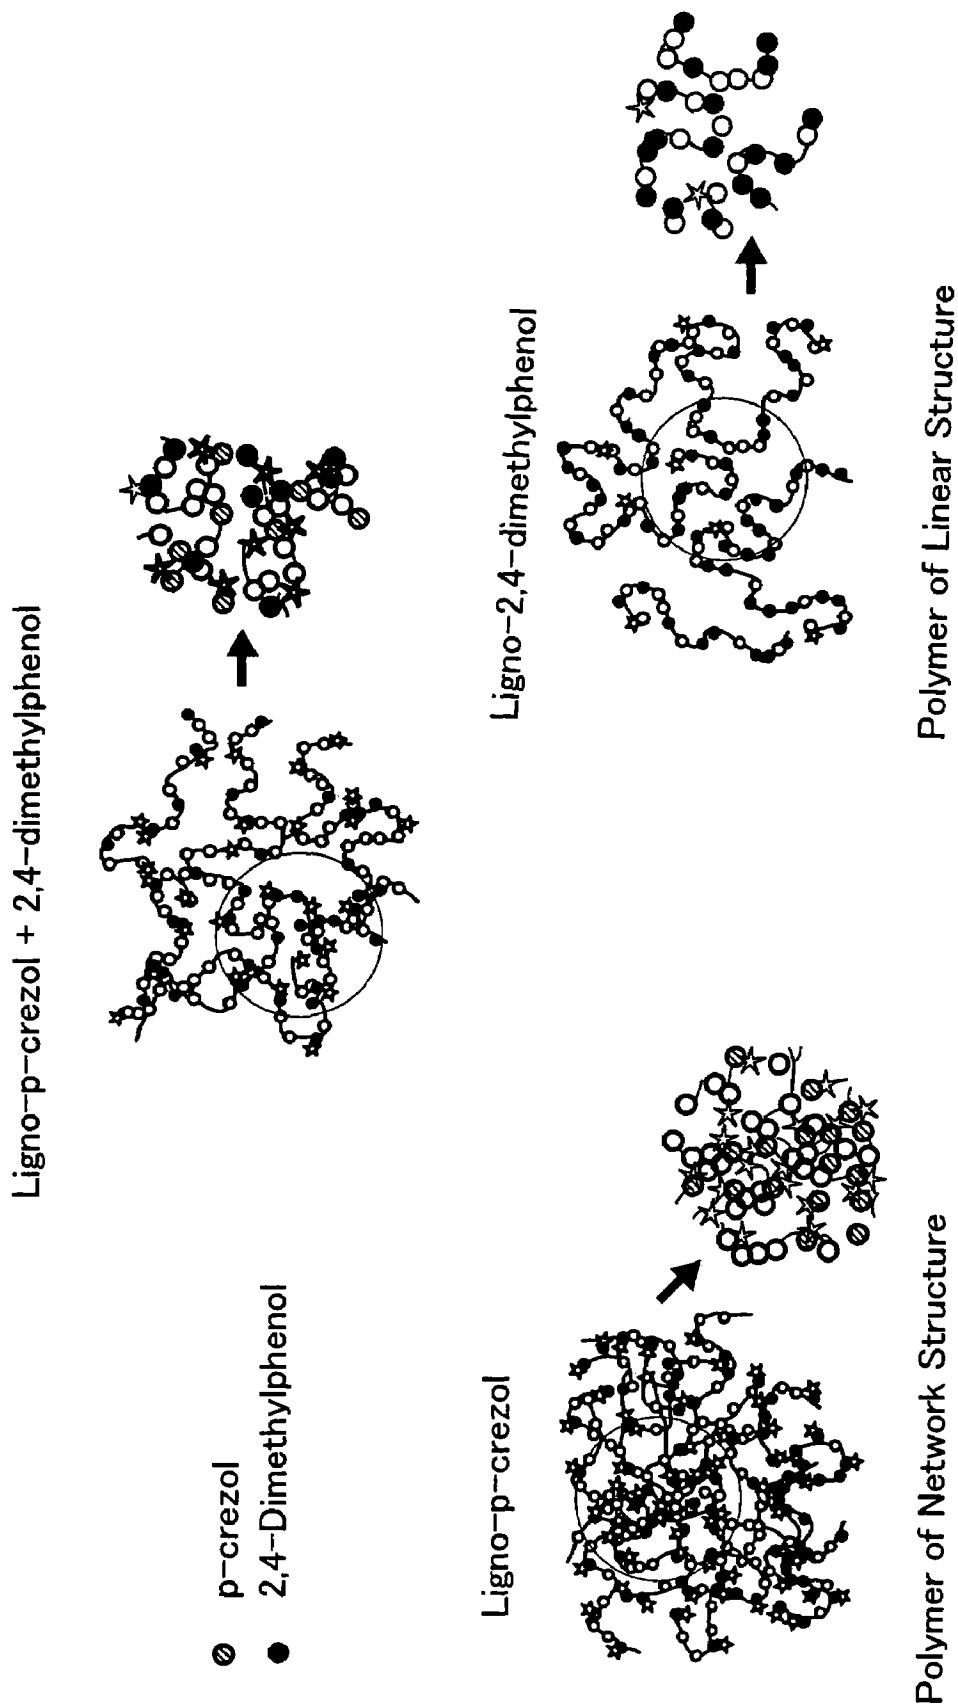 Ligno-p-crezol + 2,4-dimethylphenol
p-crezol
2,4-Dimethylphenol
Ligno-p-crezol
Ligno-2,4-dimethylphenol
Polymer of Network Structure
Polymer of Linear Structure